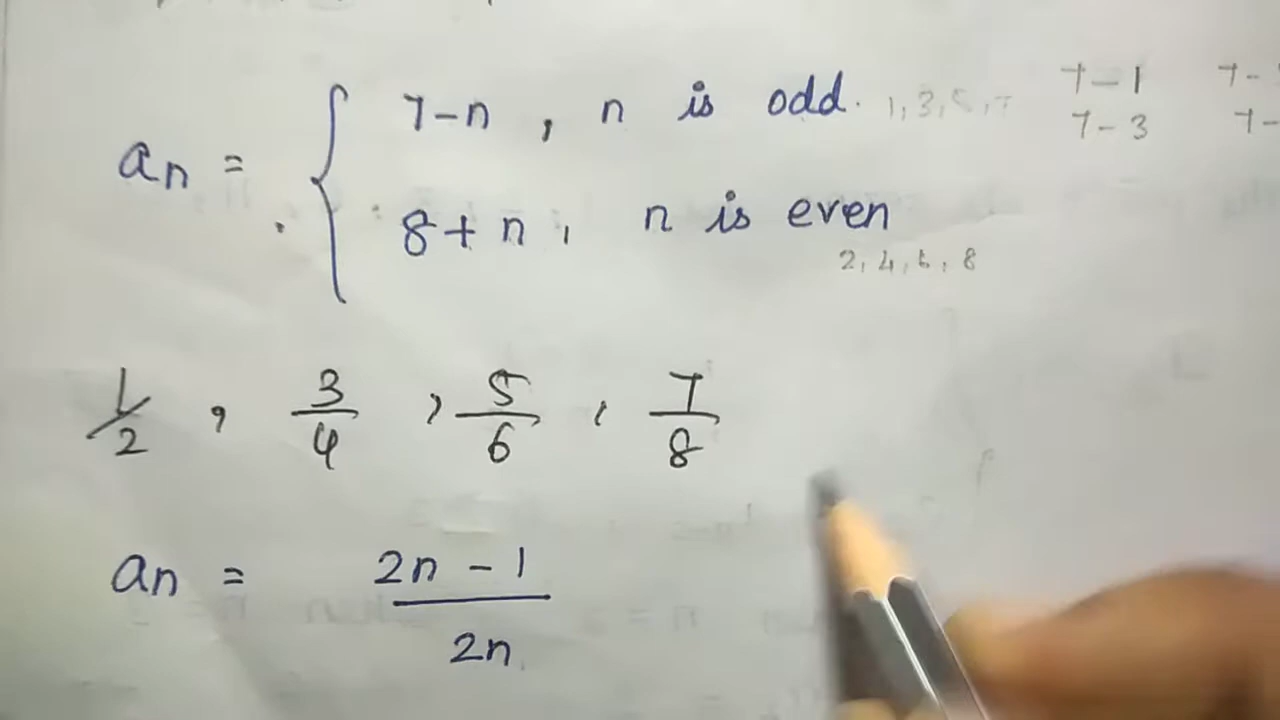 7-n , n is odd. 1, 3, 5, 7 7-1 7-
an =
7-3 7-
8+n , n is even
2, 4, 6, 8
1/2 , 3/4 , 5/6 , 7/8
an = 2n - 1
2n